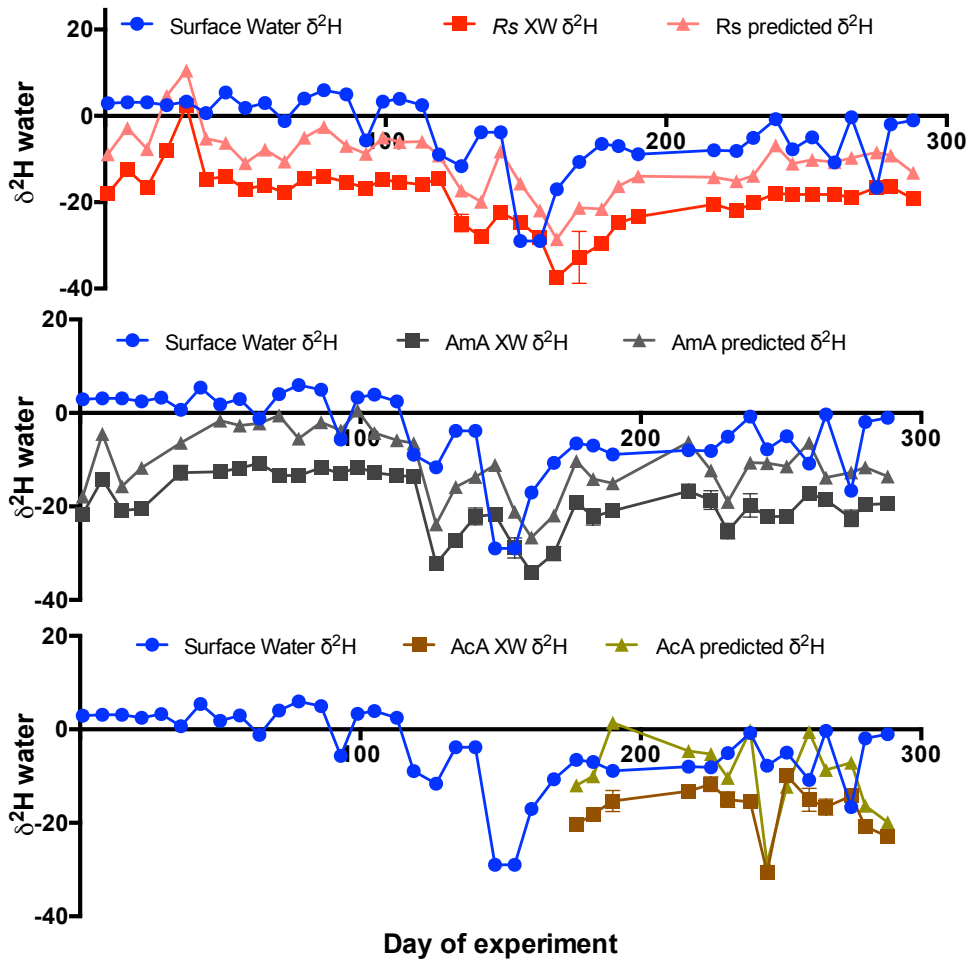 20
Surface Water δ²H Rs XW δ²H Rs predicted δ²H
0
100 200 300
-20
-40
δ²H water
20
Surface Water δ²H AmA XW δ²H AmA predicted δ²H
0
100 200 300
-20
-40
δ²H water
20
Surface Water δ²H AcA XW δ²H AcA predicted δ²H
0
100 200 300
-20
-40
δ²H water
Day of experiment